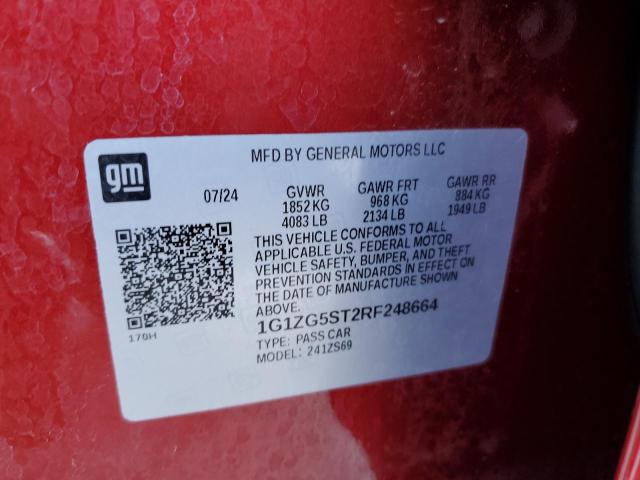 MFD BY GENERAL MOTORS LLC
gm
07/24 GVWR GAWR FRT GAWR RR
1852 KG 968 KG 884 KG
4083 LB 2134 LB 1949 LB
THIS VEHICLE CONFORMS TO ALL
APPLICABLE U.S. FEDERAL MOTOR
VEHICLE SAFETY, BUMPER, AND THEFT
PREVENTION STANDARDS IN EFFECT ON
THE DATE OF MANUFACTURE SHOWN
ABOVE.
170H
1G1ZG5ST2RF248664
TYPE: PASS CAR
MODEL: 241ZS69